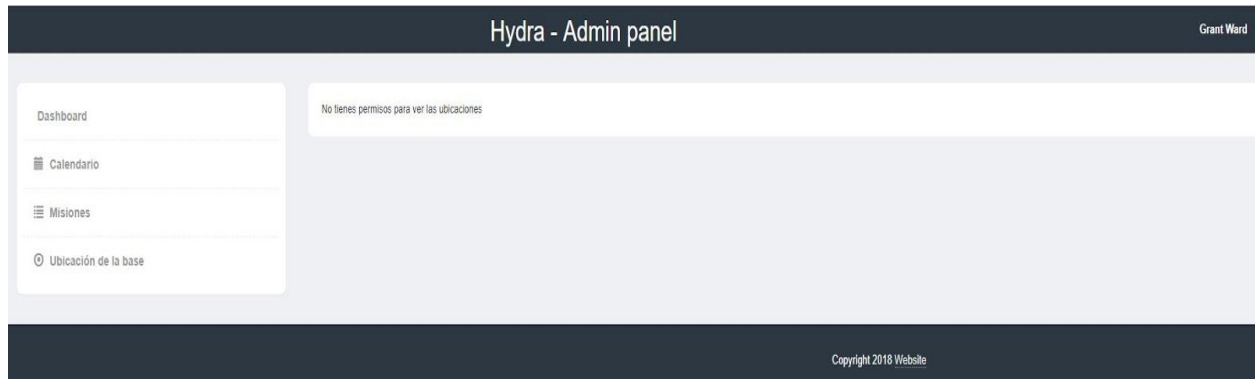 Hydra - Admin panel
Grant Ward
Dashboard
Calendario
Misiones
Ubicación de la base
No tienes permisos para ver las ubicaciones
Copyright 2018 Website